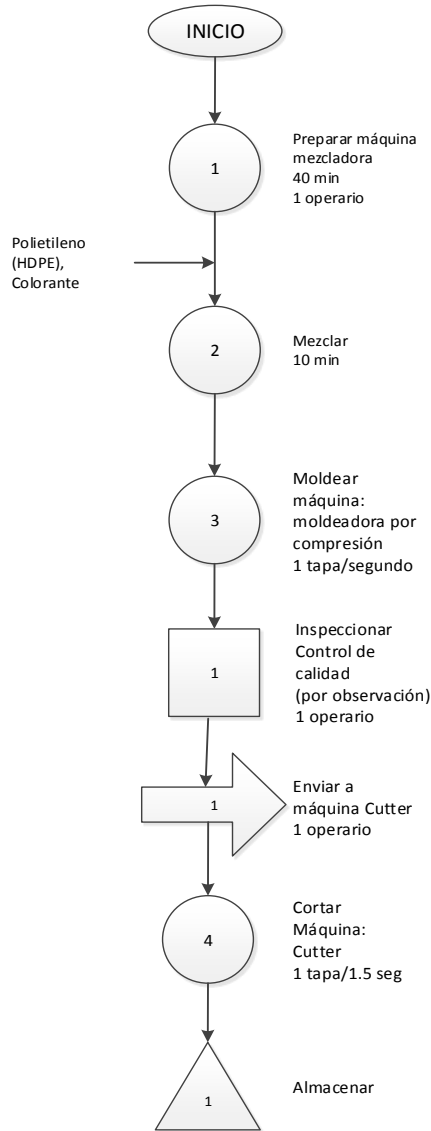 INICIO
1
Preparar máquina
mezcladora
40 min
1 operario
Polietileno
(HDPE),
Colorante
2
Mezclar
10 min
3
Moldear
máquina:
moldeadora por
compresión
1 tapa/segundo
1
Inspeccionar
Control de
calidad
(por observación)
1 operario
1
Enviar a
máquina Cutter
1 operario
4
Cortar
Máquina:
Cutter
1 tapa/1.5 seg
1
Almacenar